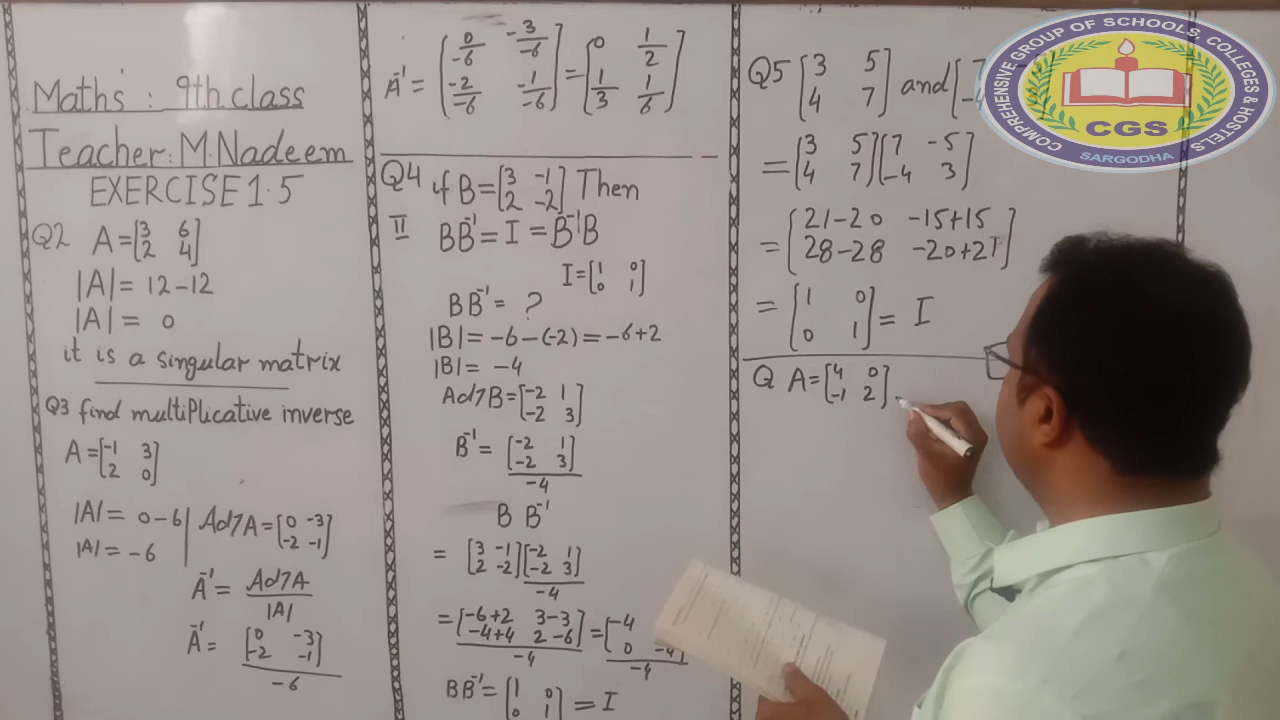 Maths : 9th class
Teacher: M.Nadeem
EXERCISE 1.5
Q2 A = [3 6
2 4]
|A| = 12-12
|A| = 0
it is a singular matrix
Q3 find multiplicative inverse
A = [-1 3
2 0]
|A| = 0-6
|A| = -6
AdJA = [0 -3
-2 -1]
A⁻¹ = AdJA
|A|
A⁻¹ = [0 -3
-2 -1]
-6
A⁻¹ = [0/-6 -3/-6
-2/-6 -1/-6] = [0 1/2
1/3 1/6]
Q4 if B = [3 -1
2 -2] Then
II BB⁻¹ = I = B⁻¹B
I = [1 0
0 1]
BB⁻¹ = ?
|B| = -6-(-2) = -6+2
|B| = -4
AdJB = [-2 1
-2 3]
B⁻¹ = [-2 1
-2 3]
-4
B B⁻¹
= [3 -1
2 -2] [-2 1
-2 3]
-4
= [-6+2 3-3
-4+4 2-6]
-4
= [-4
0 -4]
-4
BB⁻¹ = [1 0
0 1] = I
Q5 [3 5
4 7] and [7
-4
= [3 5
4 7] [7 -5
-4 3]
= [21-20 -15+15
28-28 -20+21]
= [1 0
0 1] = I
Q A = [4 0
-1 2]
COMPREHENSIVE GROUP OF SCHOOLS, COLLEGES & HOSTELS
CGS
SARGODHA